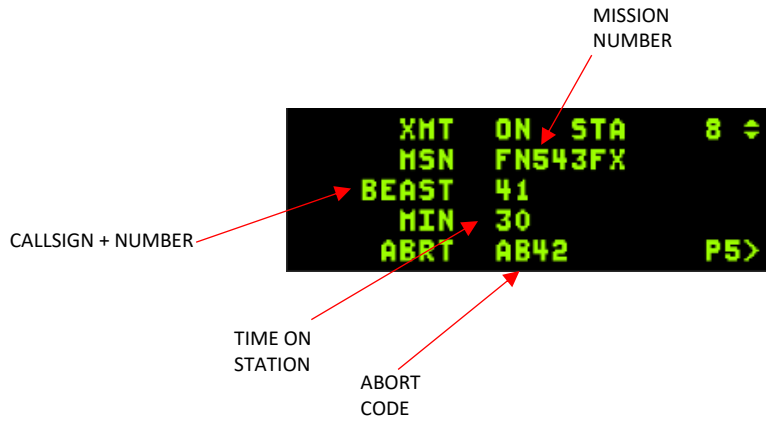 MISSION
NUMBER
XMT ON STA 8 ⬍
MSN FN543FX
BEAST 41
MIN 30
ABRT AB42 P5>
CALLSIGN + NUMBER
TIME ON
STATION
ABORT
CODE